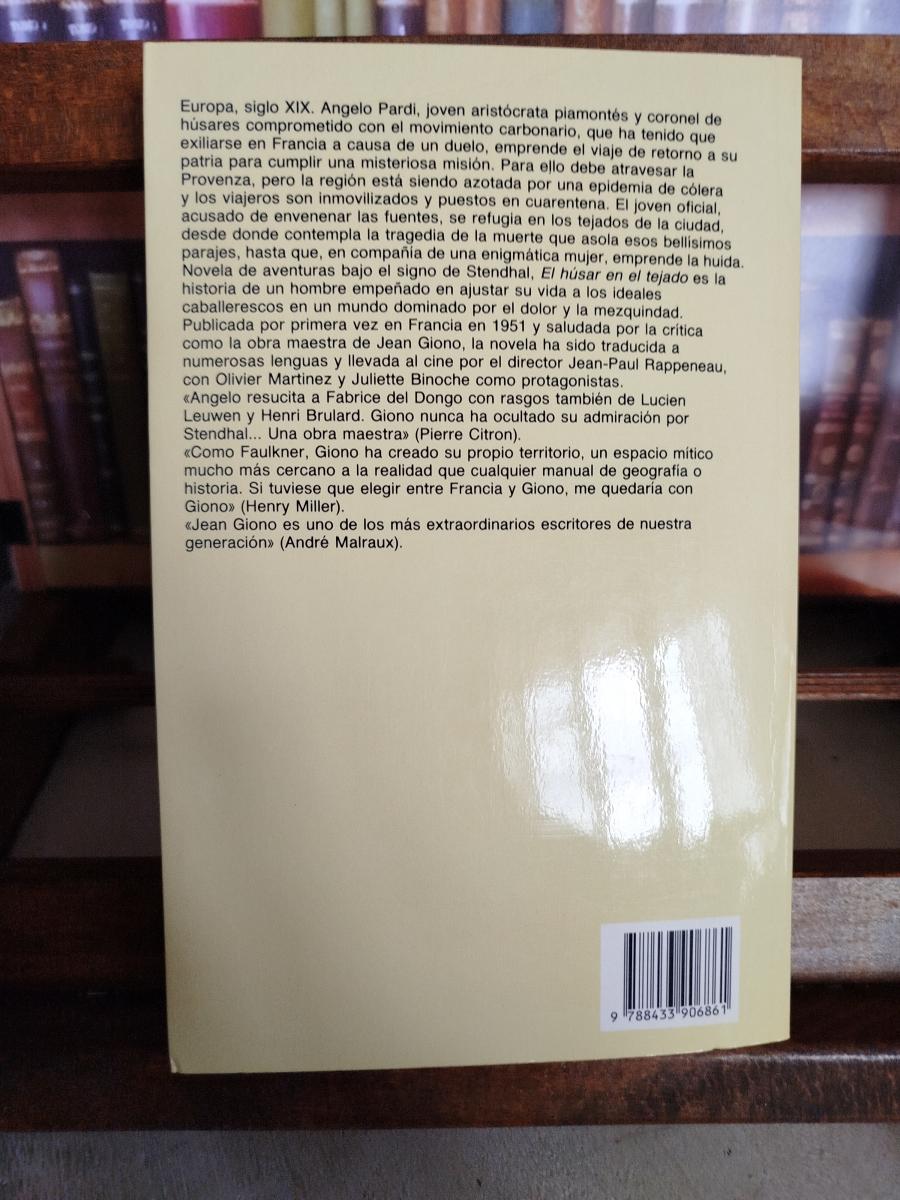 Europa, siglo XIX. Angelo Pardi, joven aristócrata piamontés y coronel de
húsares comprometido con el movimiento carbonario, que ha tenido que
exiliarse en Francia a causa de un duelo, emprende el viaje de retorno a su
patria para cumplir una misteriosa misión. Para ello debe atravesar la
Provenza, pero la región está siendo azotada por una epidemia de cólera
y los viajeros son inmovilizados y puestos en cuarentena. El joven oficial,
acusado de envenenar las fuentes, se refugia en los tejados de la ciudad,
desde donde contempla la tragedia de la muerte que asola esos bellísimos
parajes, hasta que, en compañía de una enigmática mujer, emprende la huida.
Novela de aventuras bajo el signo de Stendhal, El húsar en el tejado es la
historia de un hombre empeñado en ajustar su vida a los ideales
caballerescos en un mundo dominado por el dolor y la mezquindad.
Publicada por primera vez en Francia en 1951 y saludada por la crítica
como la obra maestra de Jean Giono, la novela ha sido traducida a
numerosas lenguas y llevada al cine por el director Jean-Paul Rappeneau,
con Olivier Martinez y Juliette Binoche como protagonistas.
«Angelo resucita a Fabrice del Dongo con rasgos también de Lucien
Leuwen y Henri Brulard. Giono nunca ha ocultado su admiración por
Stendhal... Una obra maestra» (Pierre Citron).
«Como Faulkner, Giono ha creado su propio territorio, un espacio mítico
mucho más cercano a la realidad que cualquier manual de geografía o
historia. Si tuviese que elegir entre Francia y Giono, me quedaría con
Giono» (Henry Miller).
«Jean Giono es uno de los más extraordinarios escritores de nuestra
generación» (André Malraux).
9 788433 906861